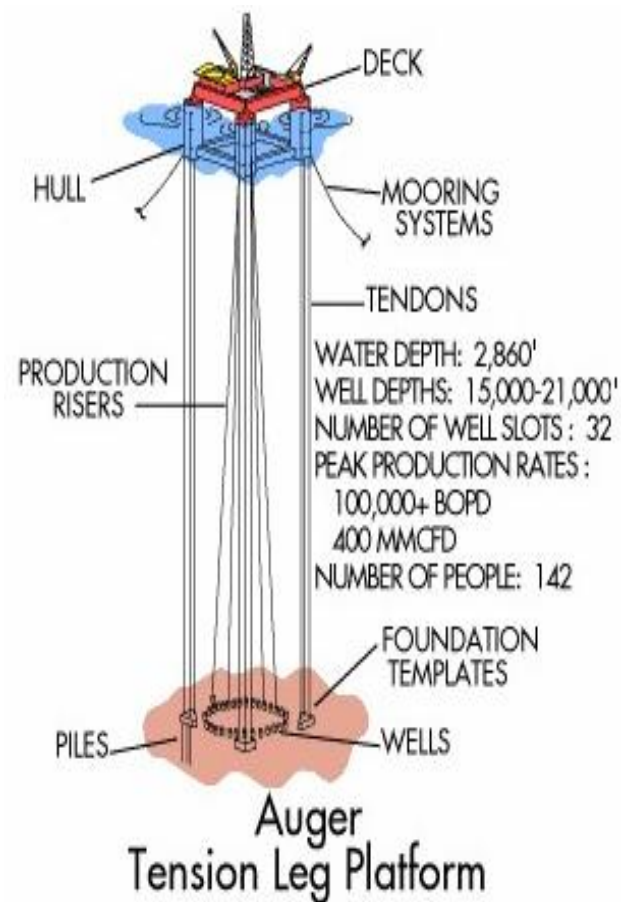 DECK
HULL
MOORING
SYSTEMS
TENDONS
PRODUCTION
RISERS
WATER DEPTH: 2,860'
WELL DEPTHS: 15,000-21,000'
NUMBER OF WELL SLOTS : 32
PEAK PRODUCTION RATES :
100,000+ BOPD
400 MMCFD
NUMBER OF PEOPLE: 142
FOUNDATION
TEMPLATES
PILES
WELLS
Auger
Tension Leg Platform